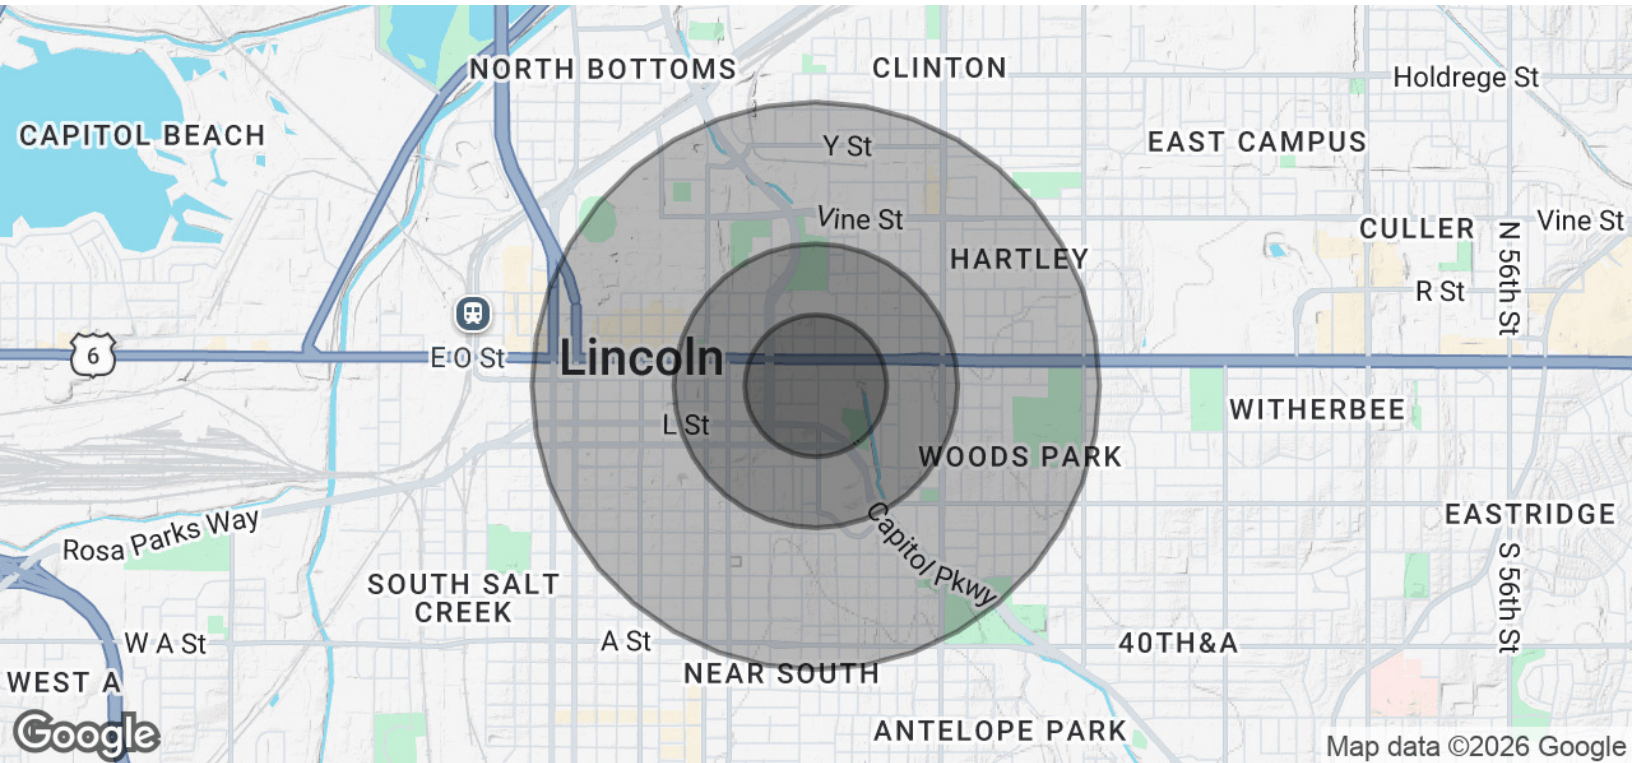 NORTH BOTTOMS
CLINTON
Holdrege St
CAPITOL BEACH
Y St
EAST CAMPUS
Vine St
Vine St
CULLER
HARTLEY
N 56th St
R St
6
E O St
Lincoln
L St
WITHERBEE
WOODS PARK
Rosa Parks Way
Capitol Pkwy
EASTRIDGE
S 56th St
SOUTH SALT
CREEK
W A St
A St
40TH&A
NEAR SOUTH
WEST A
ANTELOPE PARK
Google
Map data ©2026 Google